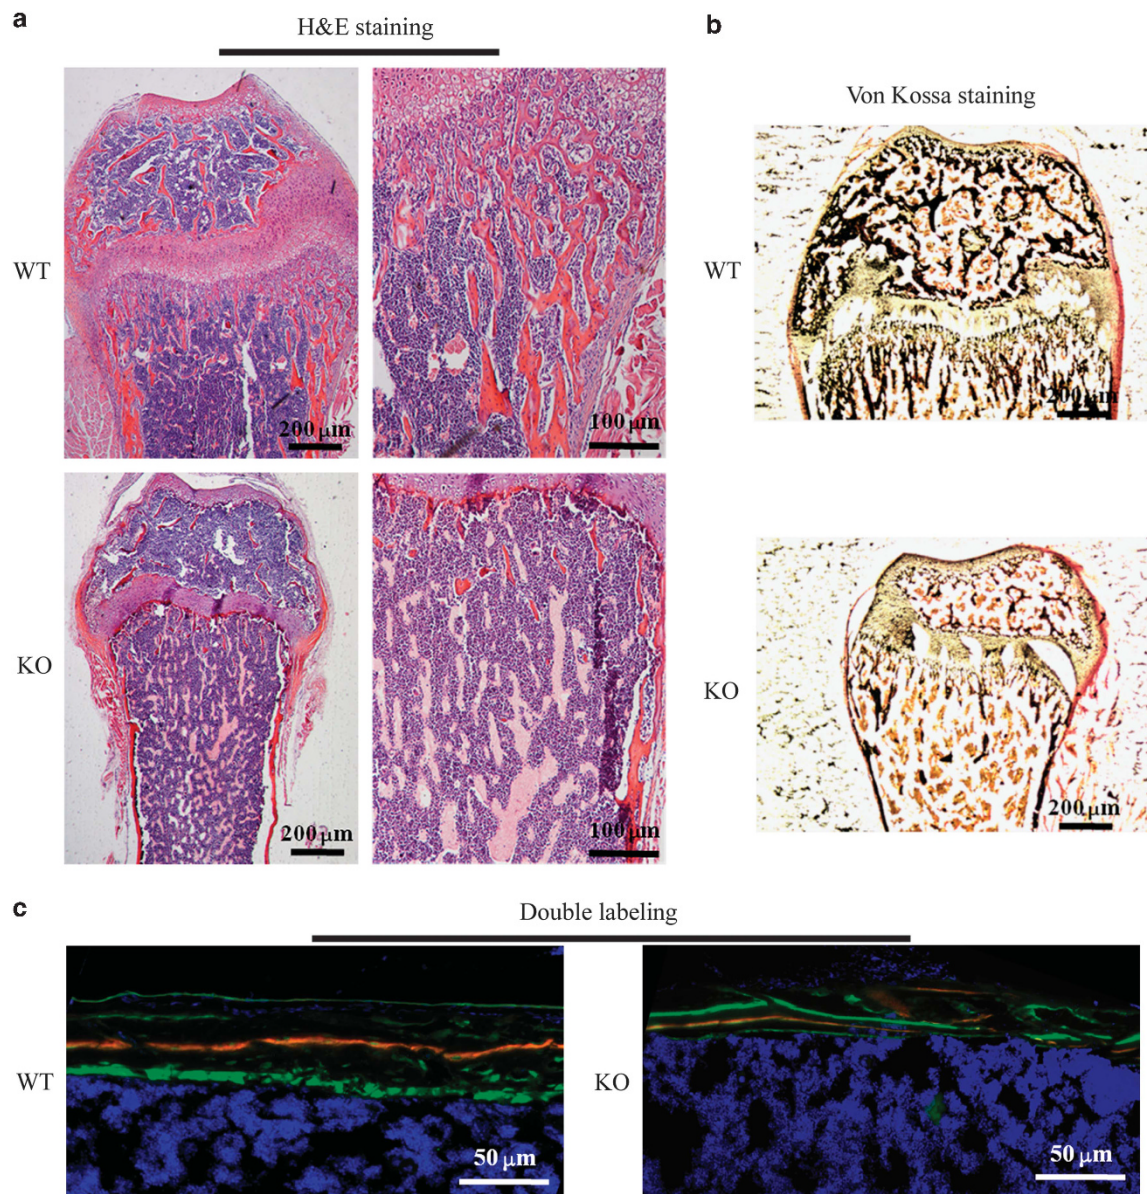 a
H&E staining
b
Von Kossa staining
WT
200 μm
100 μm
WT
200 μm
KO
200 μm
100 μm
KO
200 μm
c
Double labeling
WT
50 μm
KO
50 μm